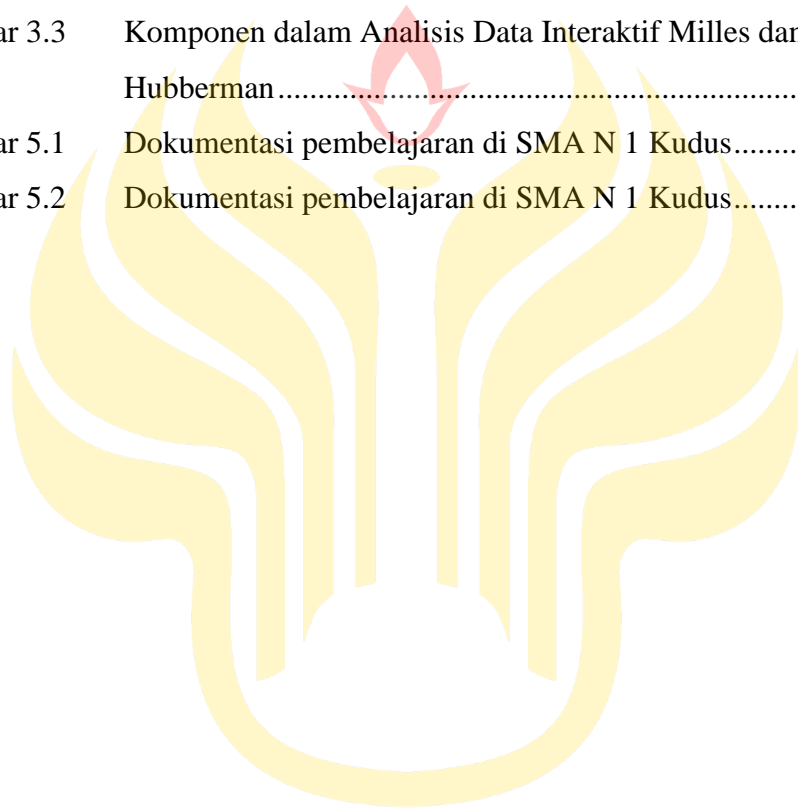 ar 3.3 Komponen dalam Analisis Data Interaktif Milles dan
Hubberman.......................................................................
ar 5.1 Dokumentasi pembelajaran di SMA N 1 Kudus.........
ar 5.2 Dokumentasi pembelajaran di SMA N 1 Kudus.........